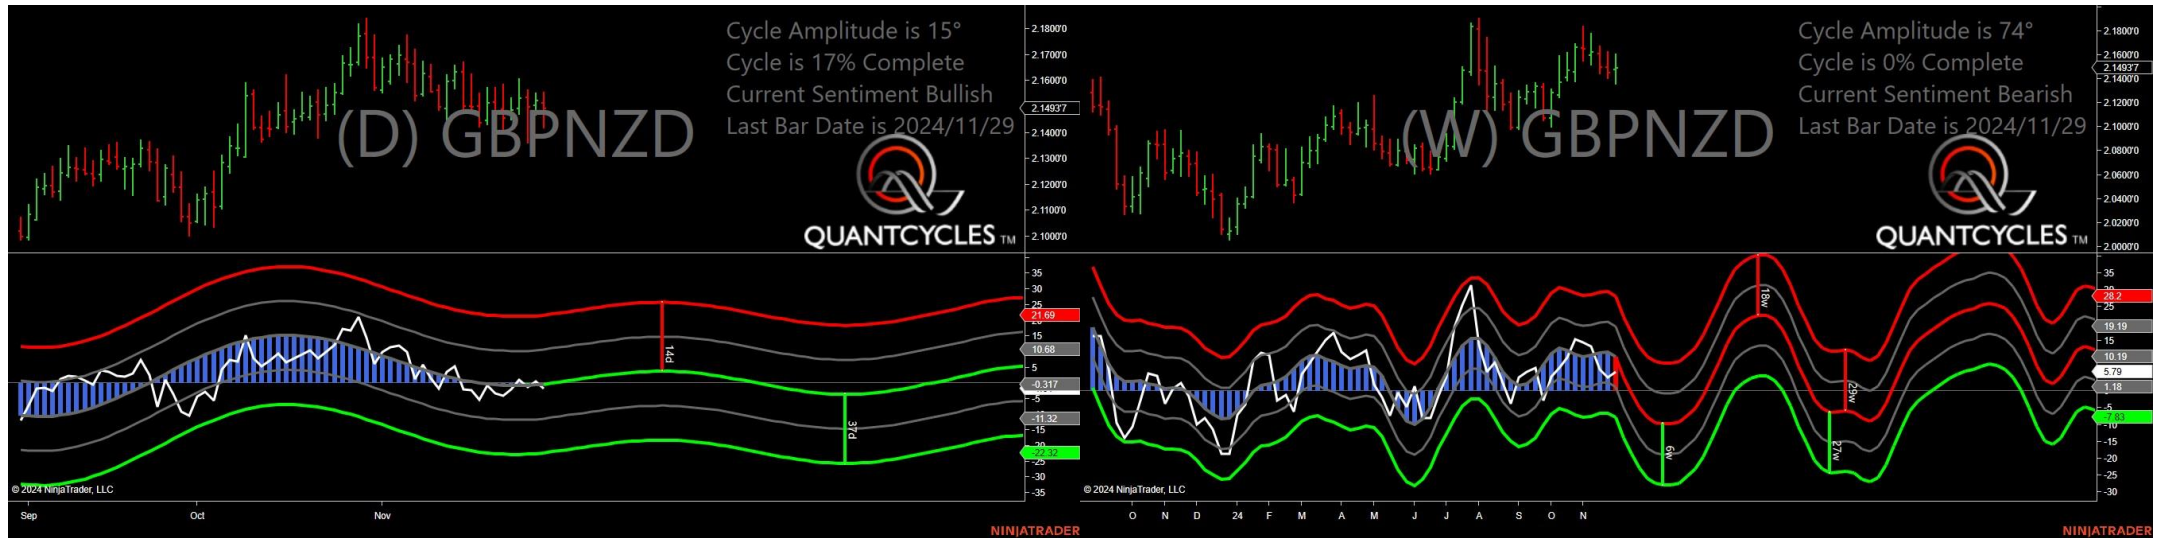 Cycle Amplitude is 15°
Cycle is 17% Complete
Current Sentiment Bullish
Last Bar Date is 2024/11/29
(D) GBPNZD
QUANTCYCLES TM
2.1800'0
2.1700'0
2.1600'0
2.1493'7
2.1400'0
2.1300'0
2.1200'0
2.1100'0
2.1000'0
35
30
25
21.69
15
10.68
5
-0.317
-5
-11.32
-15
-20
-22.32
-25
-30
-35
14d
37d
© 2024 NinjaTrader, LLC
Sep Oct Nov
NINJATRADER
Cycle Amplitude is 74°
Cycle is 0% Complete
Current Sentiment Bearish
Last Bar Date is 2024/11/29
(W) GBPNZD
QUANTCYCLES TM
2.1800'0
2.1600'0
2.1493'7
2.1400'0
2.1200'0
2.1000'0
2.0800'0
2.0600'0
2.0400'0
2.0200'0
2.0000'0
35
28.2
25
19.19
15
10.19
5.79
1.18
-5
-7.83
-10
-15
-20
-25
-30
18w
29w
6w
27w
© 2024 NinjaTrader, LLC
O N D 24 F M A M J J A S O N
NINJATRADER